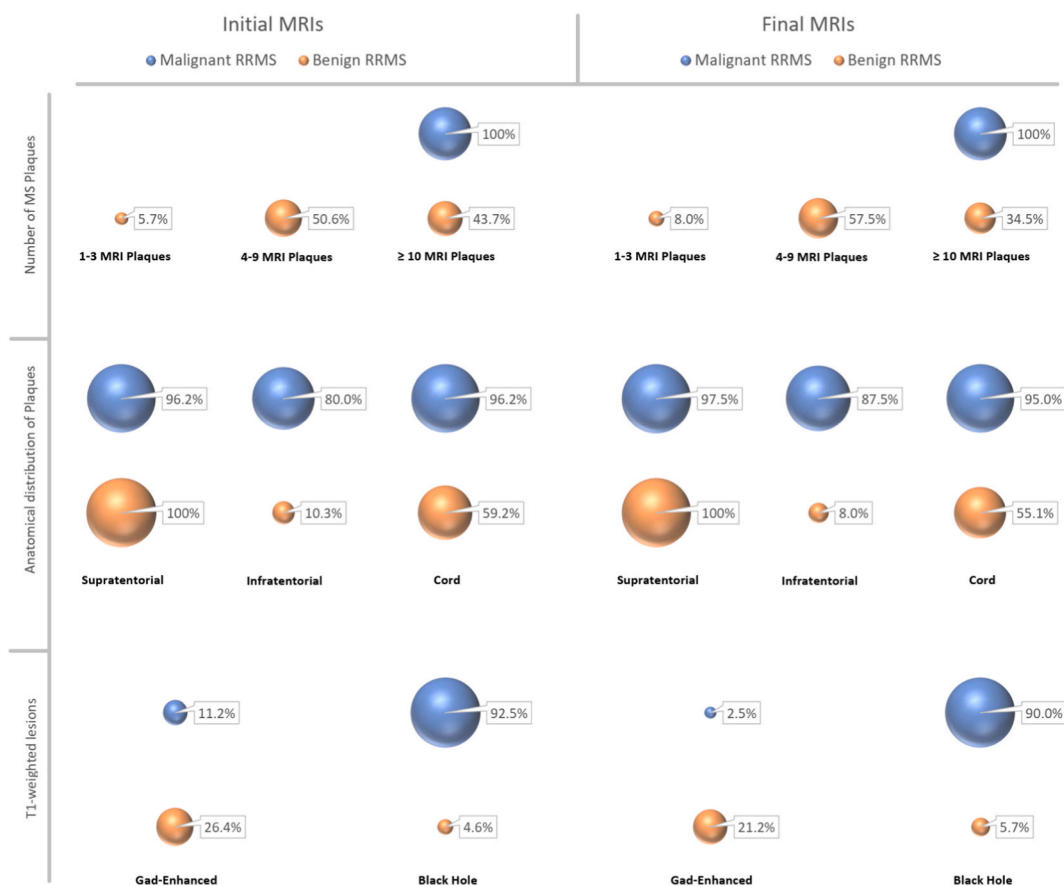 Initial MRIs
Final MRIs
Malignant RRMS Benign RRMS
Malignant RRMS Benign RRMS
Number of MS Plaques
100%
100%
5.7% 50.6% 43.7%
8.0% 57.5% 34.5%
1-3 MRI Plaques 4-9 MRI Plaques ≥ 10 MRI Plaques
1-3 MRI Plaques 4-9 MRI Plaques ≥ 10 MRI Plaques
Anatomical distribution of Plaques
96.2% 80.0% 96.2%
97.5% 87.5% 95.0%
100% 10.3% 59.2%
100% 8.0% 55.1%
Supratentorial Infratentorial Cord
Supratentorial Infratentorial Cord
T1-weighted lesions
11.2% 92.5%
2.5% 90.0%
26.4% 4.6%
21.2% 5.7%
Gad-Enhanced Black Hole
Gad-Enhanced Black Hole